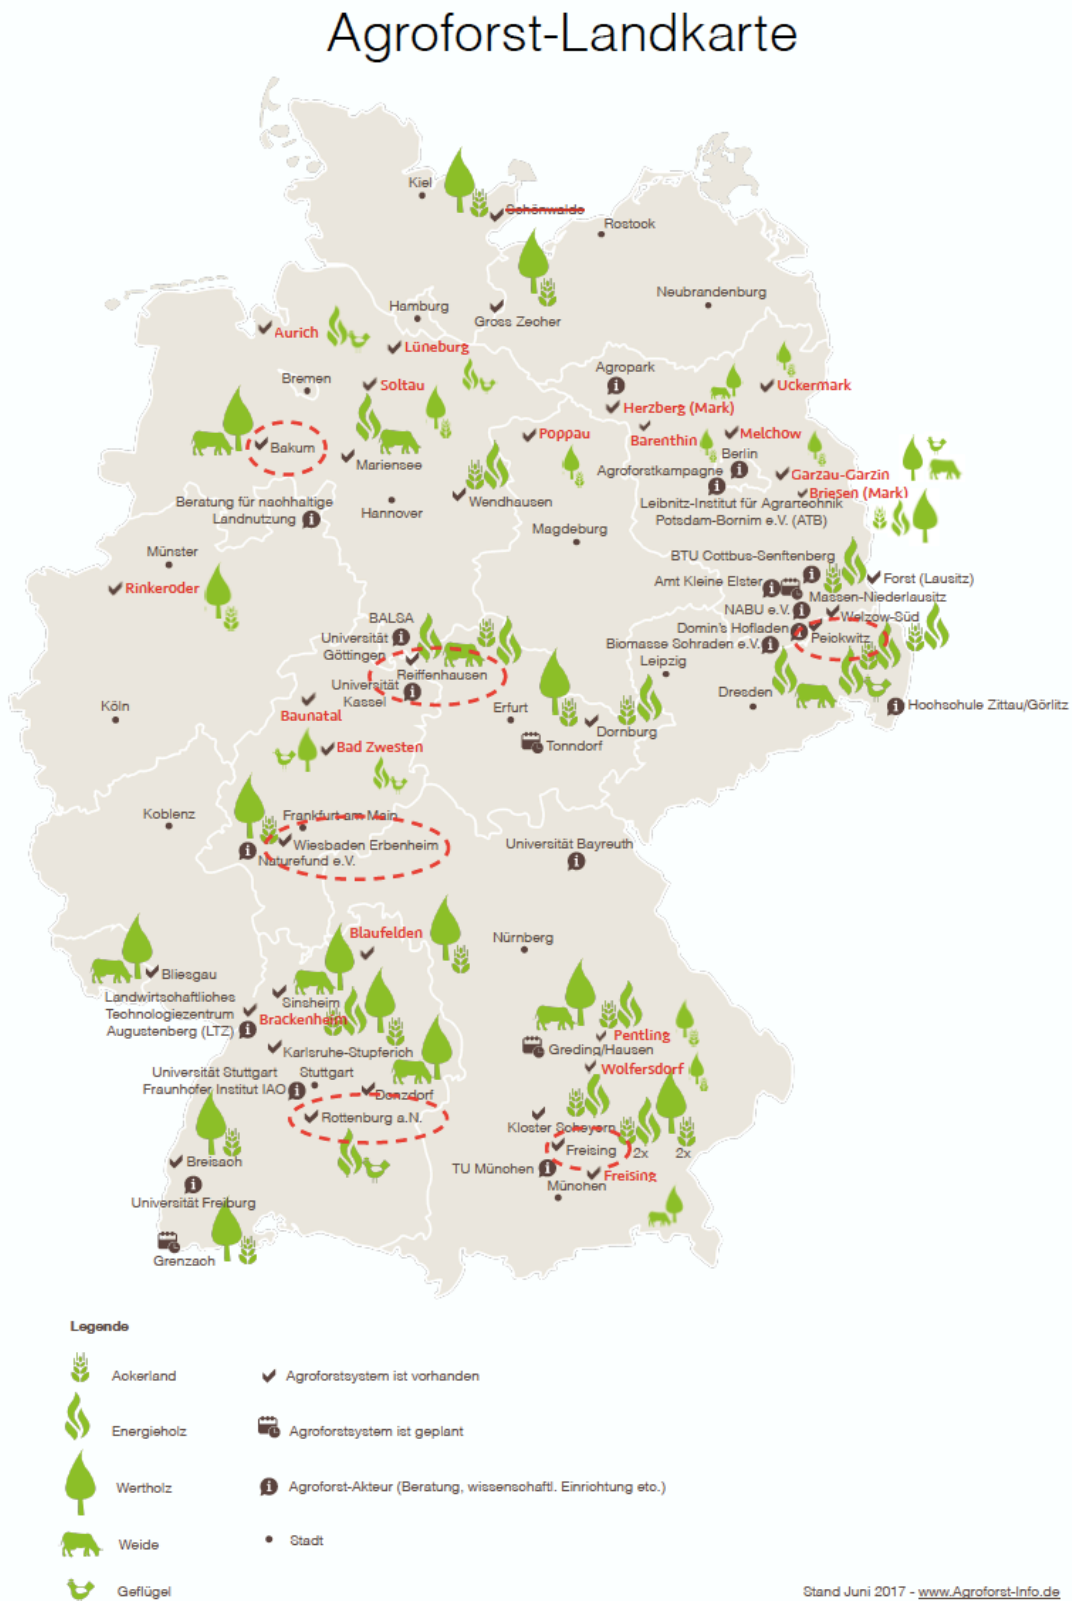 Agroforst-Landkarte
Kiel
Schönwalde
Rostock
Neubrandenburg
Hamburg
Gross Zecher
Aurich
Lüneburg
Agropark
Bremen
Soltau
Uckermark
Herzberg (Mark)
Poppau
Barenthin
Melchow
Bakum
Berlin
Mariensee
Agroforstkampagne
Garzau-Garzin
Briesen (Mark)
Wendhausen
Beratung für nachhaltige
Landnutzung
Leibnitz-Institut für Agrartechnik
Potsdam-Bornim e.V. (ATB)
Hannover
Magdeburg
Münster
BTU Cottbus-Senftenberg
Forst (Lausitz)
Amt Kleine Elster
Rinkeroder
Massen-Niederlausitz
NABU e.V.
Welzow-Süd
BALSA
Domin's Hofladen
Universität
Göttingen
Peickwitz
Biomasse Schraden e.V.
Leipzig
Reiffenhausen
Universität
Kassel
Dresden
Hochschule Zittau/Görlitz
Köln
Erfurt
Baunatal
Dornburg
Tonndorf
Bad Zwesten
Koblenz
Frankfurt am Main
Wiesbaden Erbenheim
Universität Bayreuth
Naturefund e.V.
Blaufelden
Nürnberg
Bliesgau
Landwirtschaftliches
Technologiezentrum
Augustenberg (LTZ)
Sinsheim
Brackenheim
Pentling
Greding/Hausen
Karlsruhe-Stupferich
Wolfersdorf
Universität Stuttgart
Fraunhofer Institut IAO
Stuttgart
Donzdorf
Rottenburg a.N.
Kloster Scheyern
Freising
2x
2x
Breisach
TU München
Freising
München
Universität Freiburg
Grenzach
Legende
Ackerland
Agroforstsystem ist vorhanden
Energieholz
Agroforstsystem ist geplant
Wertholz
Agroforst-Akteur (Beratung, wissenschaftl. Einrichtung etc.)
Weide
Stadt
Geflügel
Stand Juni 2017 - www.Agroforst-Info.de